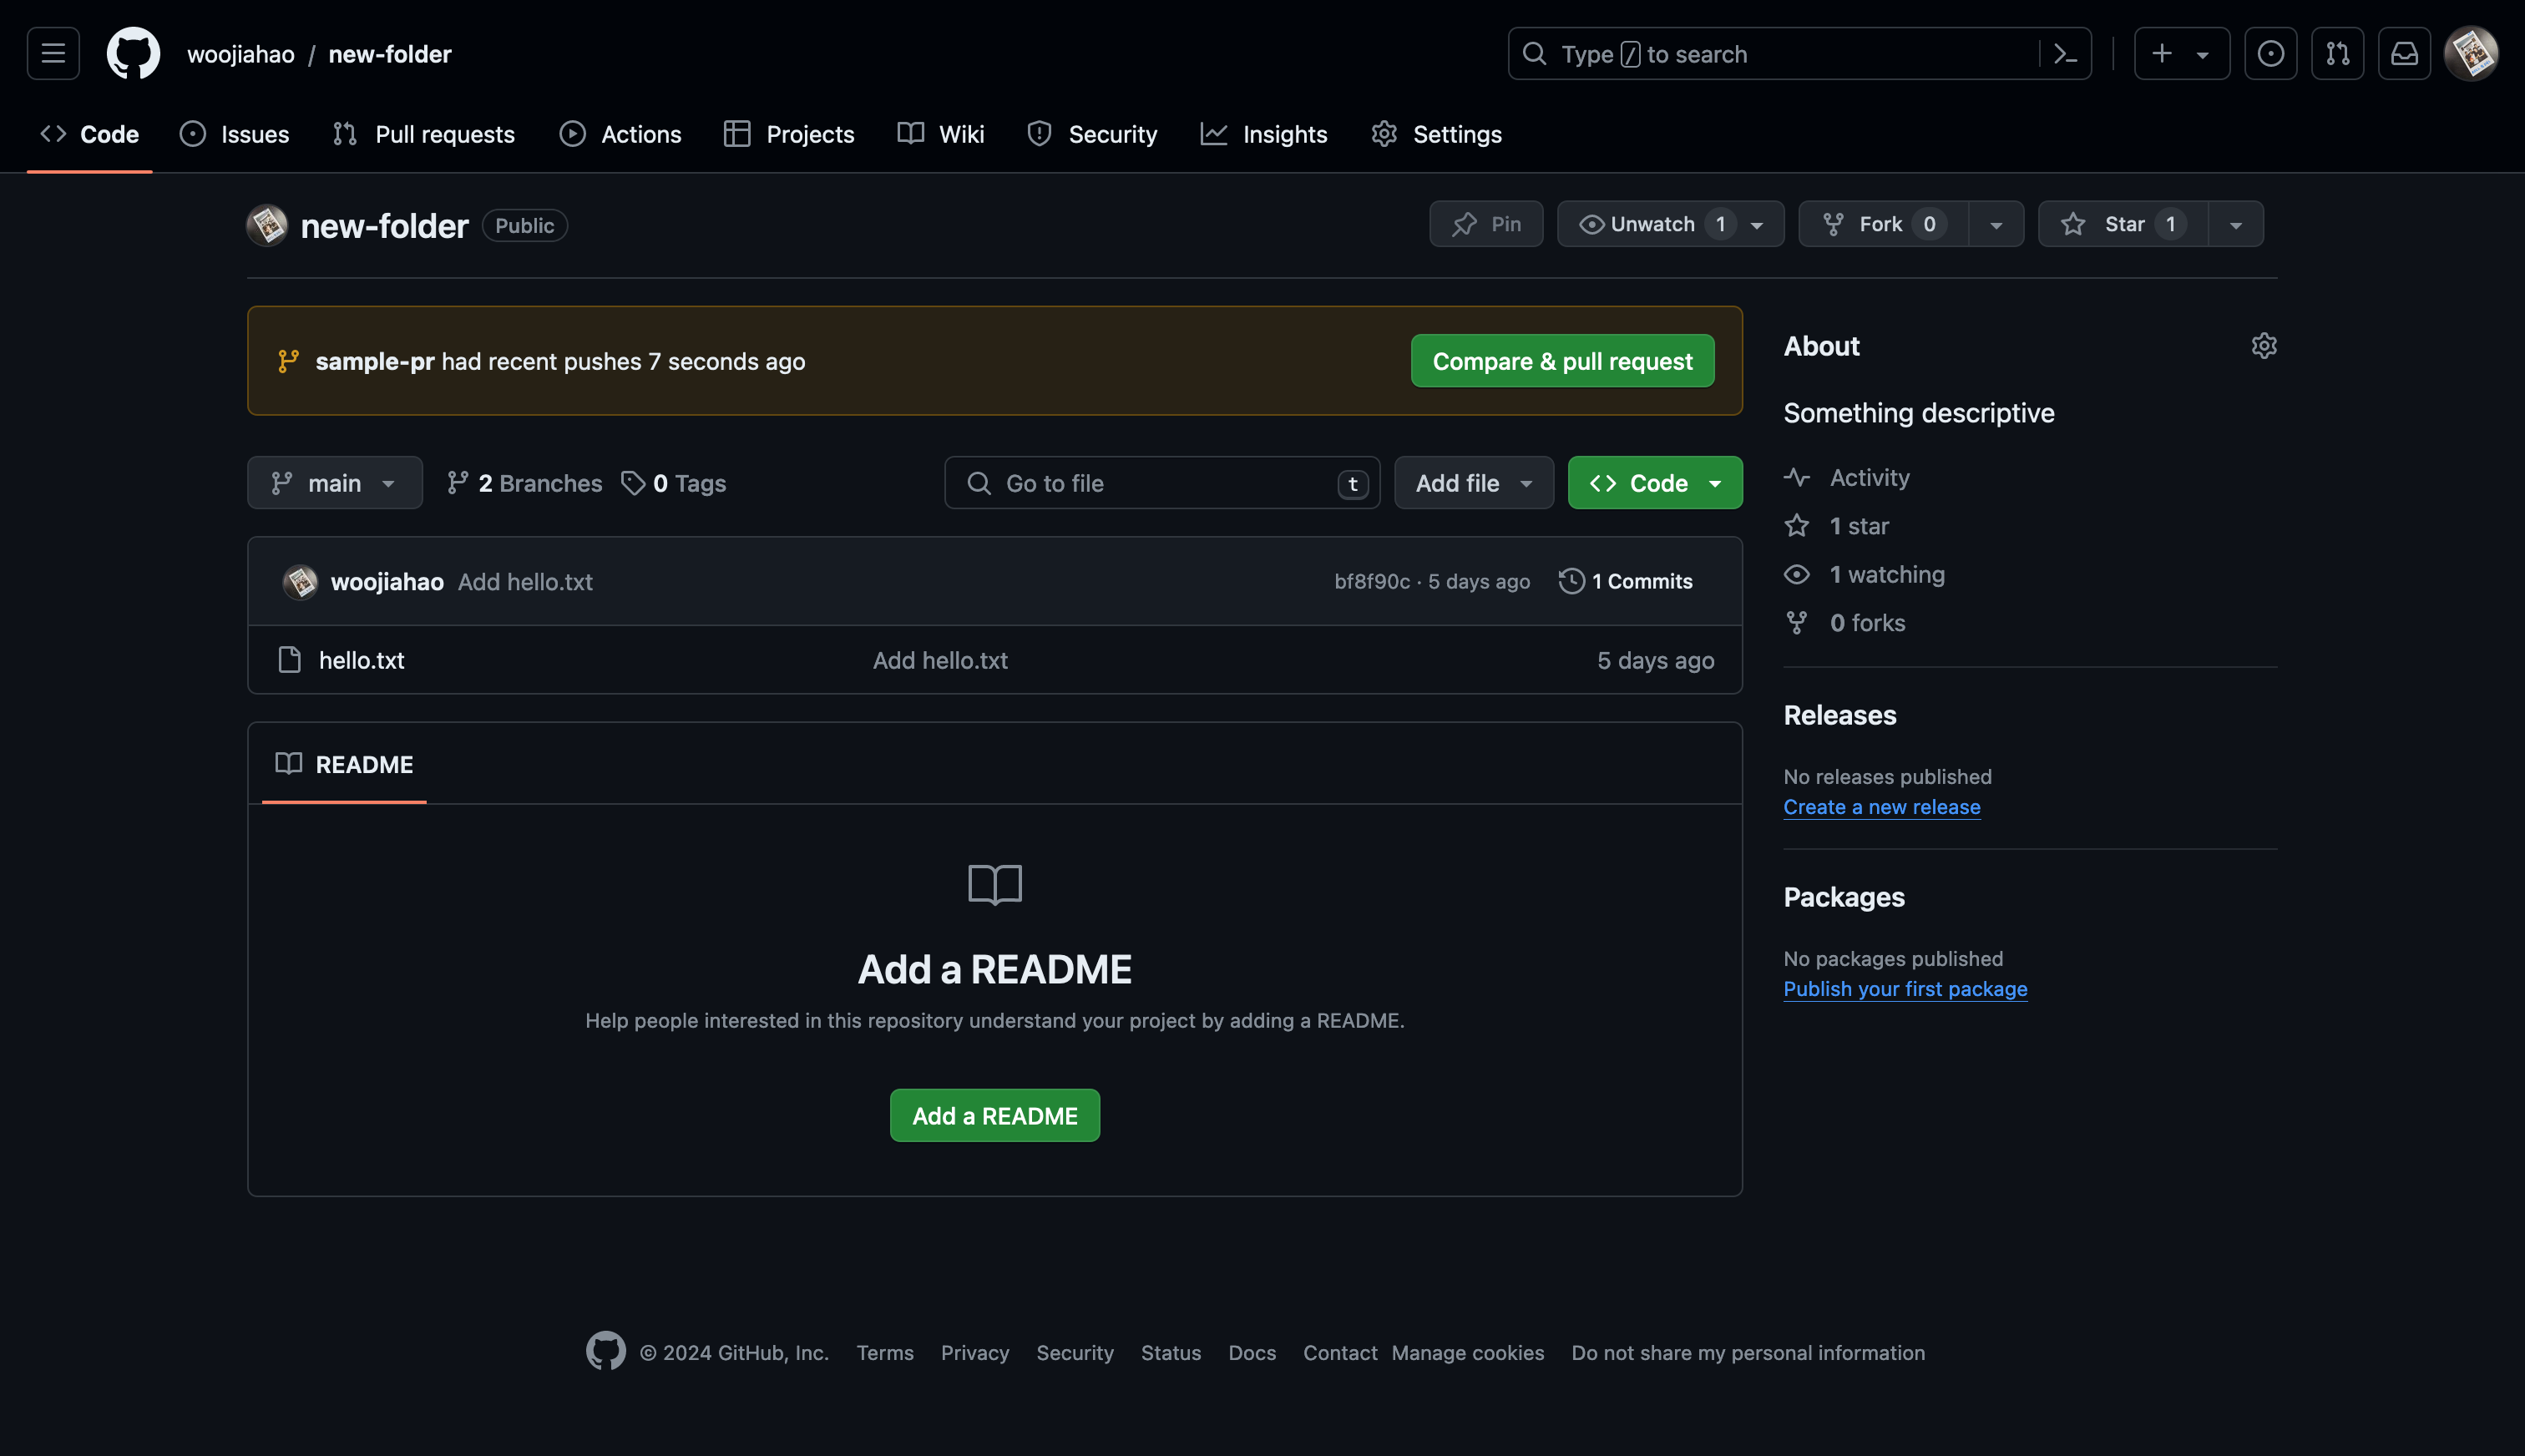 woojiahao / new-folder
Type / to search
Code Issues Pull requests Actions Projects Wiki Security Insights Settings
new-folder Public
Pin Unwatch 1 Fork 0 Star 1
sample-pr had recent pushes 7 seconds ago
Compare & pull request
main 2 Branches 0 Tags
Go to file t Add file Code
woojiahao Add hello.txt bf8f90c · 5 days ago 1 Commits
hello.txt Add hello.txt 5 days ago
README
Add a README
Help people interested in this repository understand your project by adding a README.
Add a README
About
Something descriptive
Activity
1 star
1 watching
0 forks
Releases
No releases published
Create a new release
Packages
No packages published
Publish your first package
© 2024 GitHub, Inc. Terms Privacy Security Status Docs Contact Manage cookies Do not share my personal information